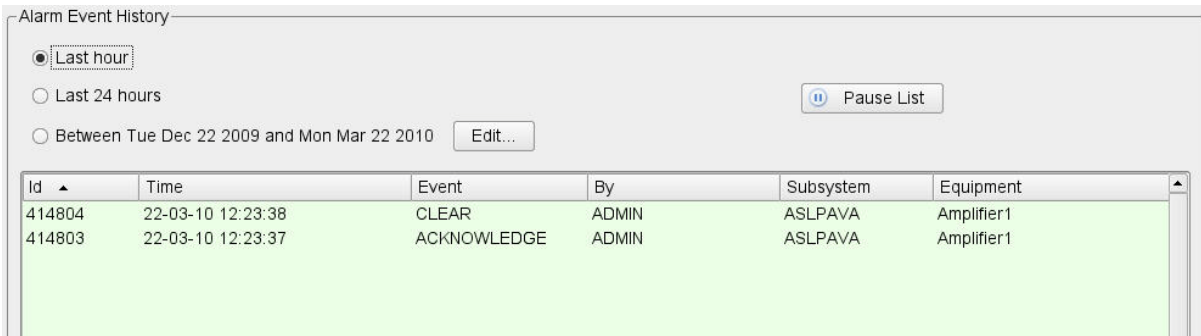 Alarm Event History
Last hour
Last 24 hours
Pause List
Between Tue Dec 22 2009 and Mon Mar 22 2010 Edit...
Id Time Event By Subsystem Equipment
414804 22-03-10 12:23:38 CLEAR ADMIN ASLPAVA Amplifier1
414803 22-03-10 12:23:37 ACKNOWLEDGE ADMIN ASLPAVA Amplifier1